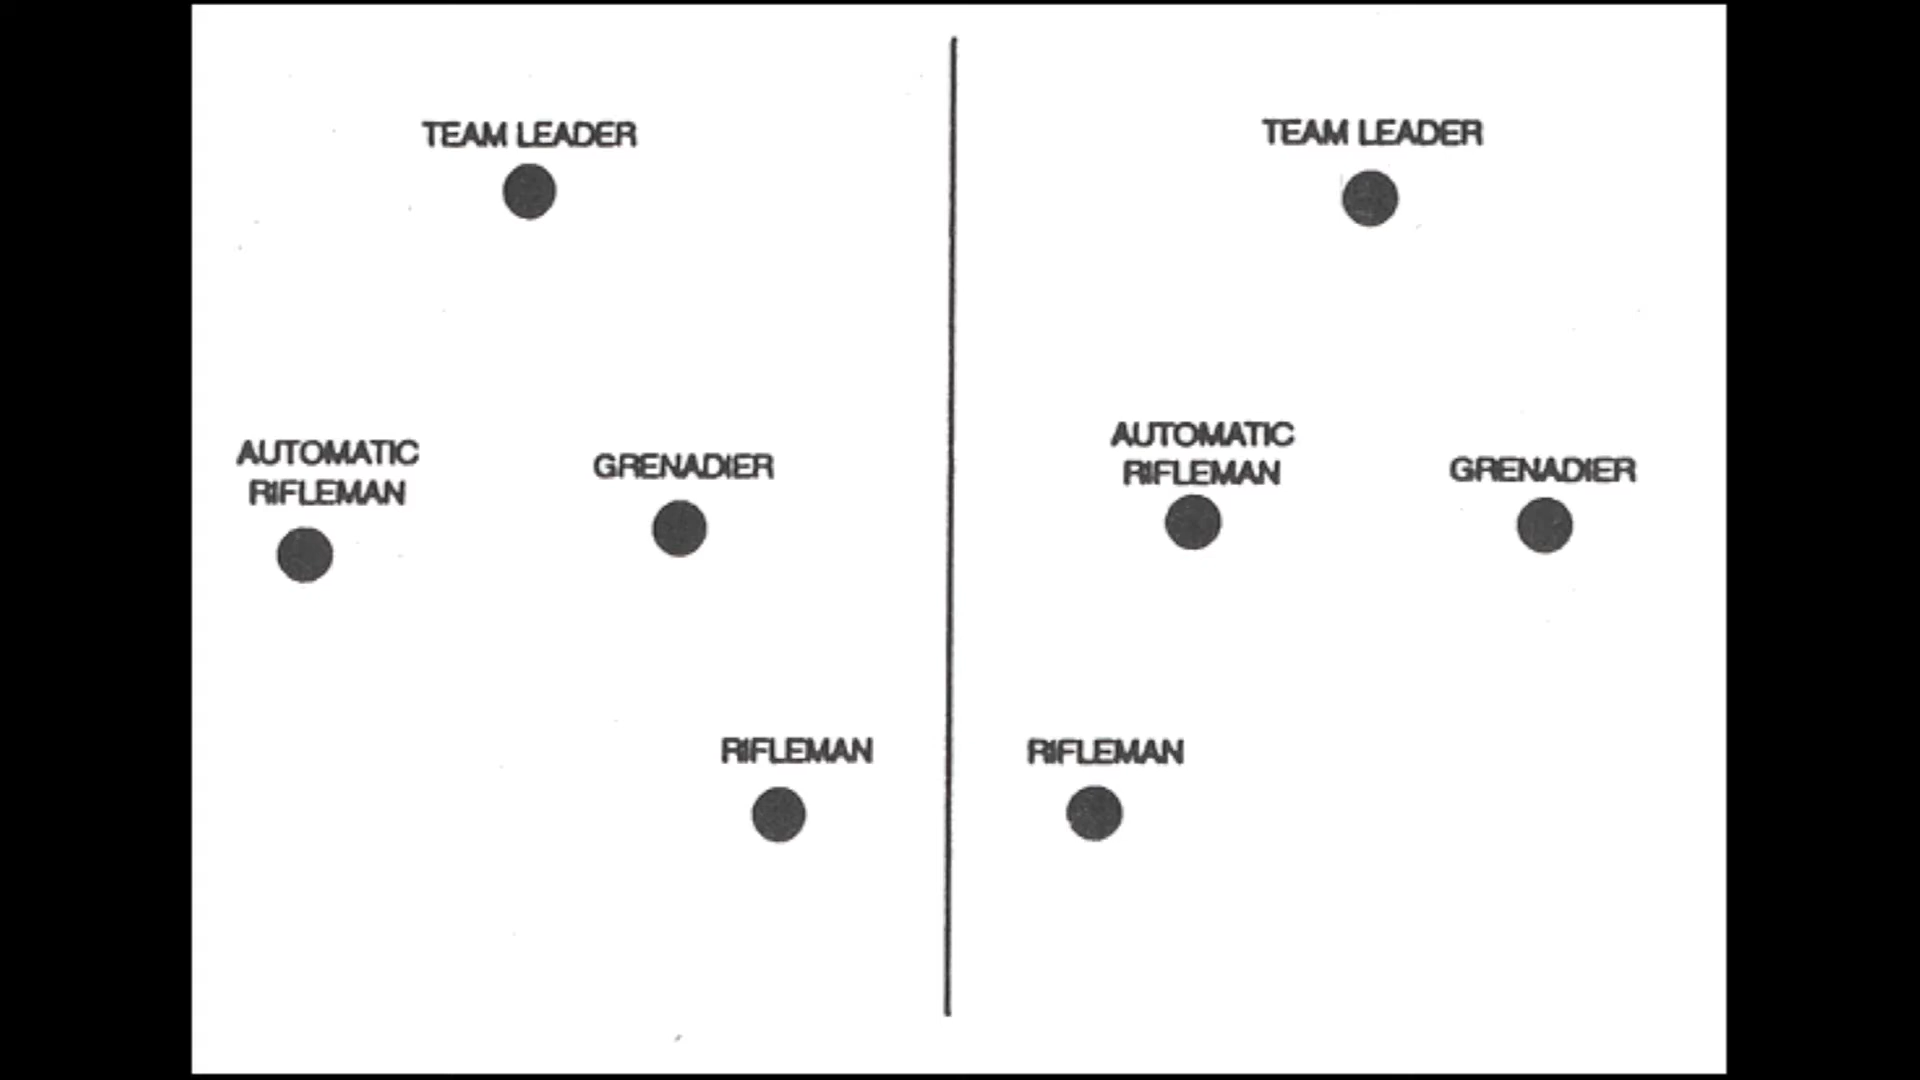 TEAM LEADER
AUTOMATIC
RIFLEMAN
GRENADIER
RIFLEMAN
TEAM LEADER
AUTOMATIC
RIFLEMAN
GRENADIER
RIFLEMAN